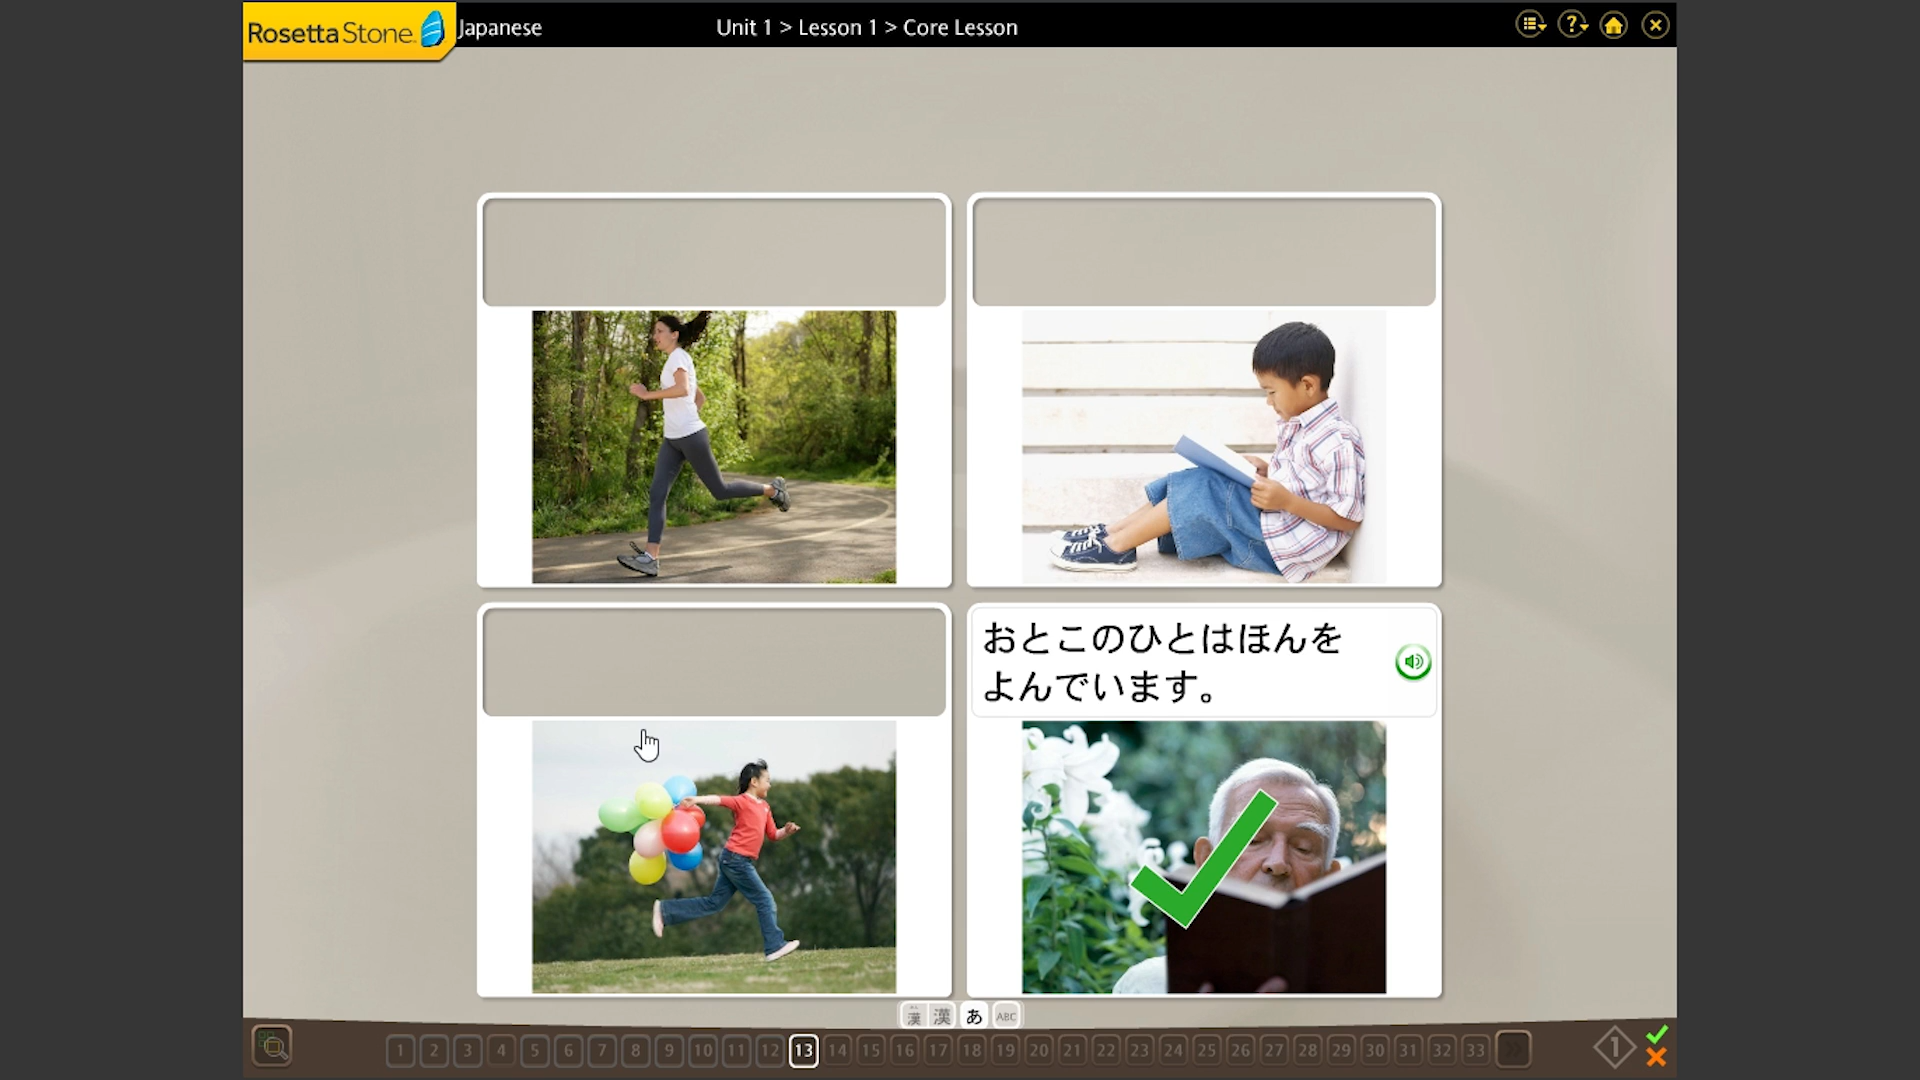 RosettaStone
Japanese
Unit 1 > Lesson 1 > Core Lesson
おとこのひとはほんを
よんでいます。
漢 漢 あ ABC
1 2 3 4 5 6 7 8 9 10 11 12 13 14 15 16 17 18 19 20 21 22 23 24 25 26 27 28 29 30 31 32 33
1